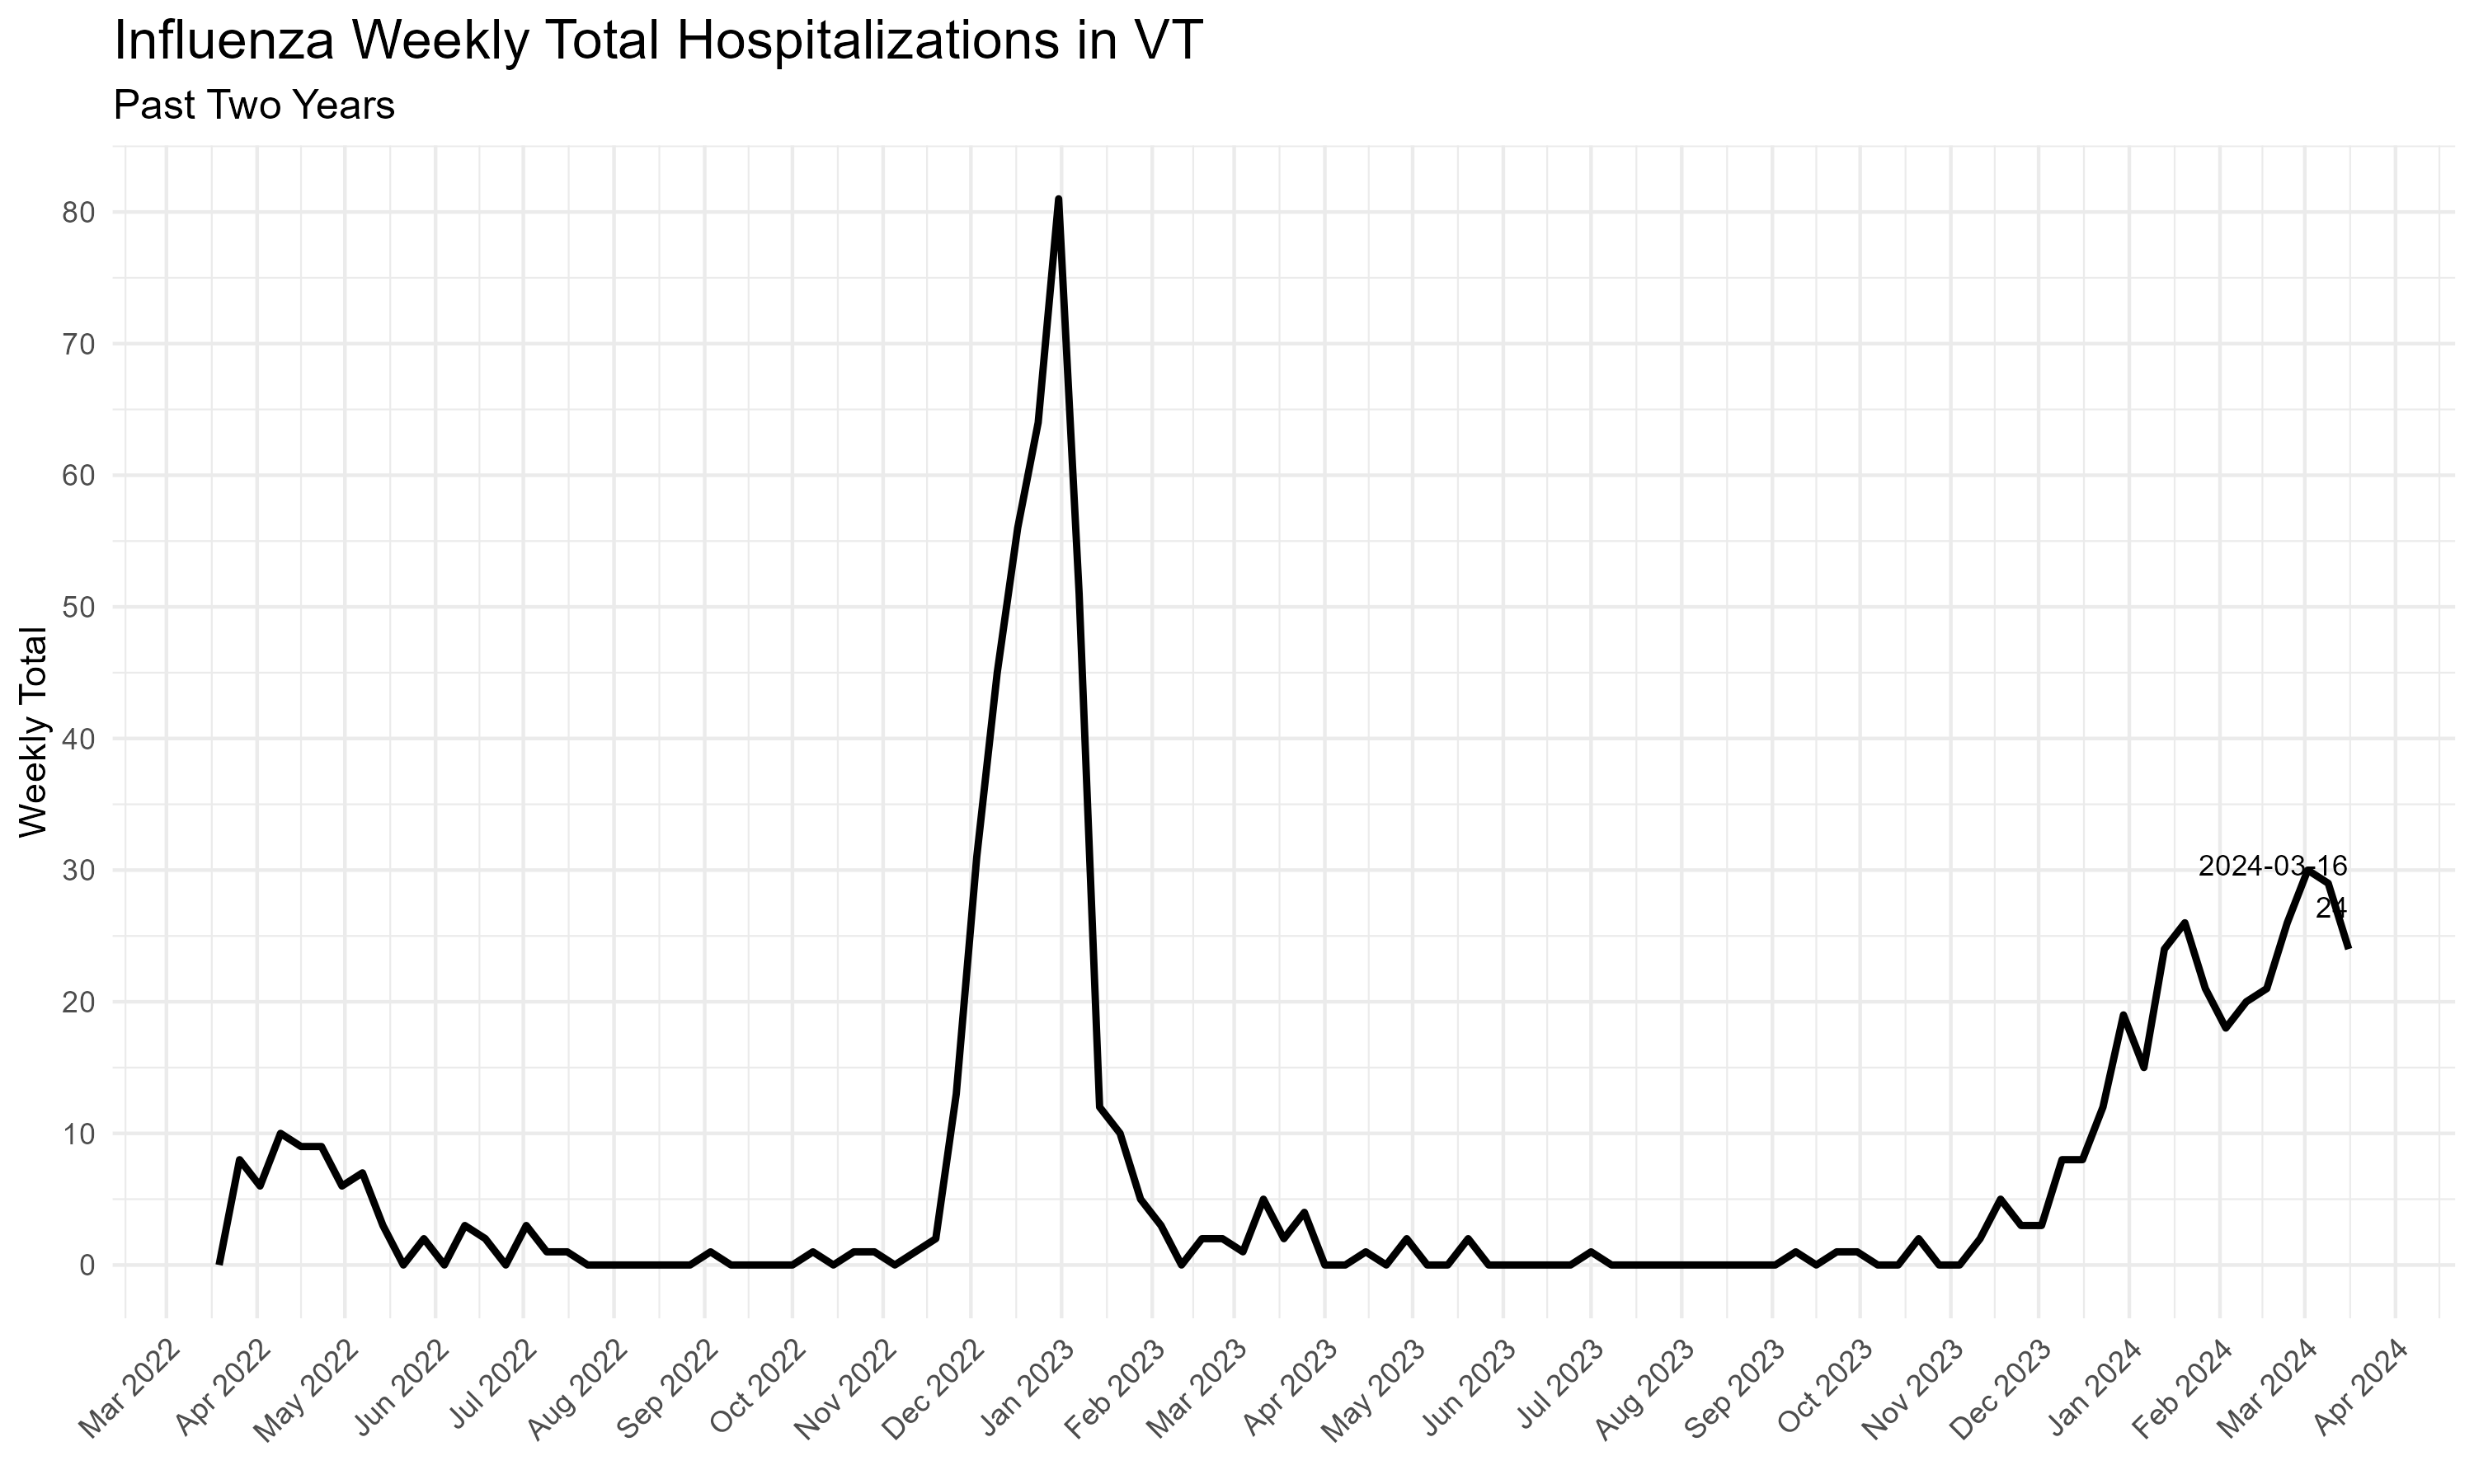 Influenza Weekly Total Hospitalizations in VT
Past Two Years
Weekly Total
80
70
60
50
40
30
20
10
0
2024-03-16
24
Mar 2022
Apr 2022
May 2022
Jun 2022
Jul 2022
Aug 2022
Sep 2022
Oct 2022
Nov 2022
Dec 2022
Jan 2023
Feb 2023
Mar 2023
Apr 2023
May 2023
Jun 2023
Jul 2023
Aug 2023
Sep 2023
Oct 2023
Nov 2023
Dec 2023
Jan 2024
Feb 2024
Mar 2024
Apr 2024